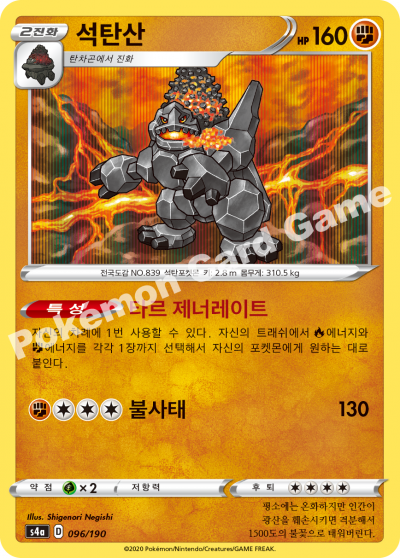 2진화 석탄산 HP 160
탄차곤에서 진화
전국도감 NO.839 석탄포켓몬 키: 2.8 m 몸무게: 310.5 kg
특성 타르 제너레이트
자신의 차례에 1번 사용할 수 있다. 자신의 트래쉬에서 에너지와
에너지를 각각 1장까지 선택해서 자신의 포켓몬에게 원하는 대로
붙인다.
불사태 130
약점 ×2 저항력 후퇴
Illus. Shigenori Negishi
평소에는 온화하지만 인간이
광산을 훼손시키면 격분해서
1500도의 불꽃으로 태워버린다.
s4a D 096/190
©2020 Pokémon/Nintendo/Creatures/GAME FREAK.
Pokémon Card Game